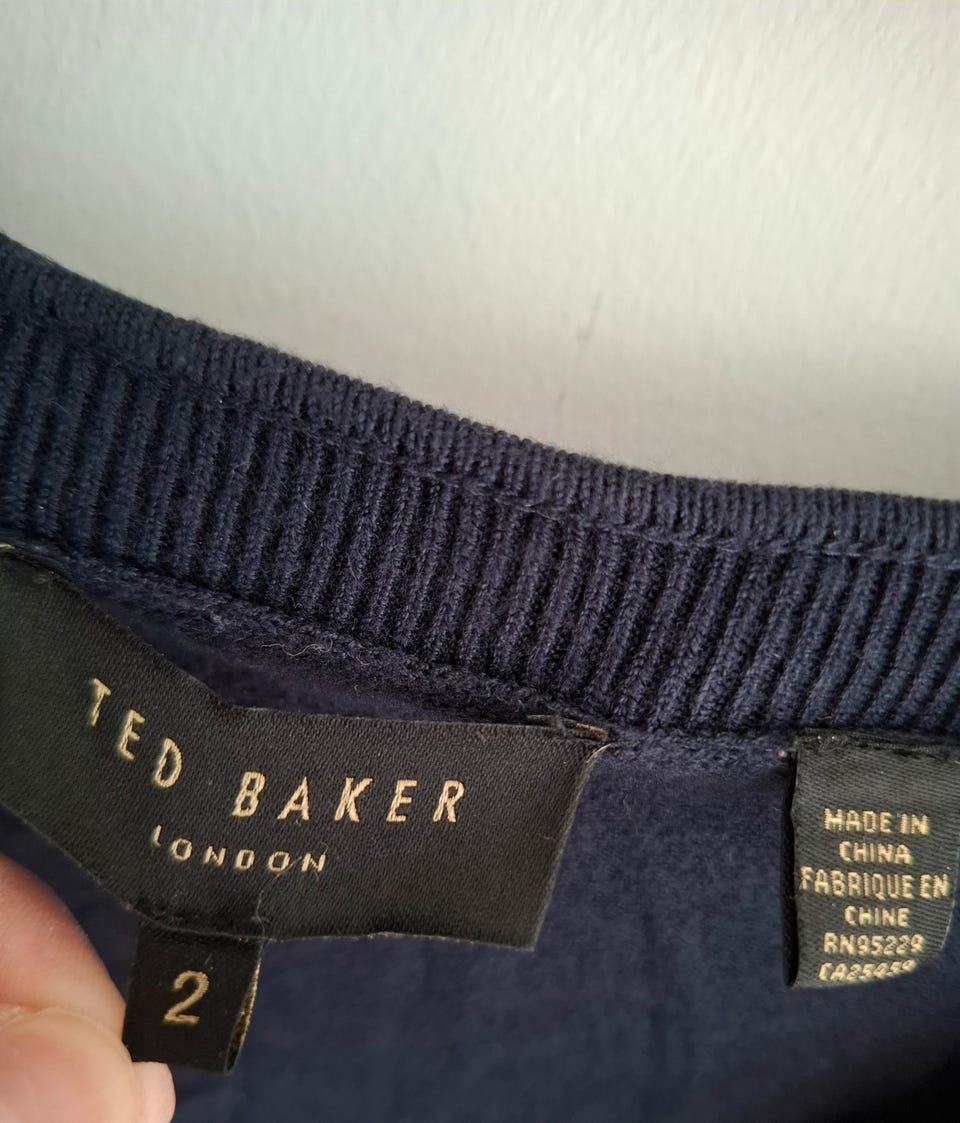 TED BAKER
LONDON
2
MADE IN
CHINA
FABRIQUE EN
CHINE
RN95229